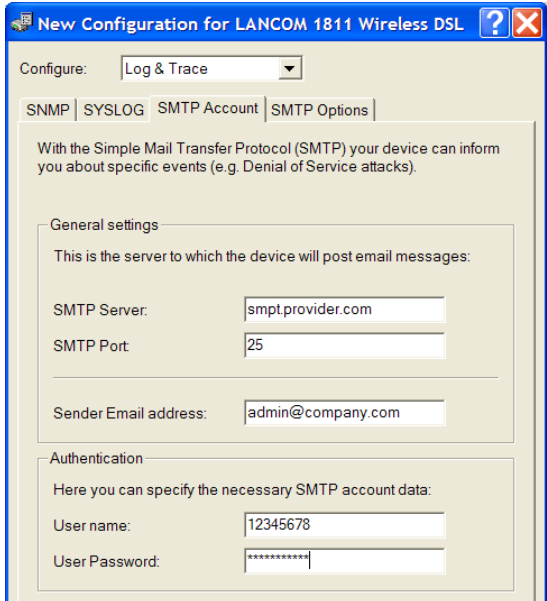 New Configuration for LANCOM 1811 Wireless DSL
Configure: Log & Trace
SNMP SYSLOG SMTP Account SMTP Options
With the Simple Mail Transfer Protocol (SMTP) your device can inform
you about specific events (e.g. Denial of Service attacks).
General settings
This is the server to which the device will post email messages:
SMTP Server: smpt.provider.com
SMTP Port: 25
Sender Email address: admin@company.com
Authentication
Here you can specify the necessary SMTP account data:
User name: 12345678
User Password: ***********